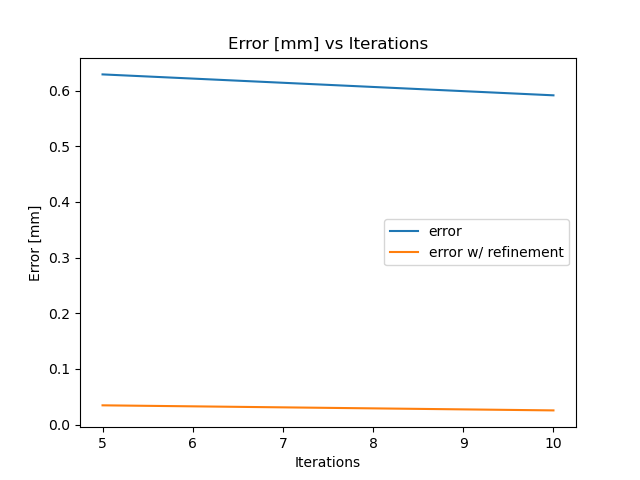 Error [mm] vs Iterations
0.6
0.5
0.4
0.3
0.2
0.1
0.0
Error [mm]
error
error w/ refinement
5 6 7 8 9 10
Iterations